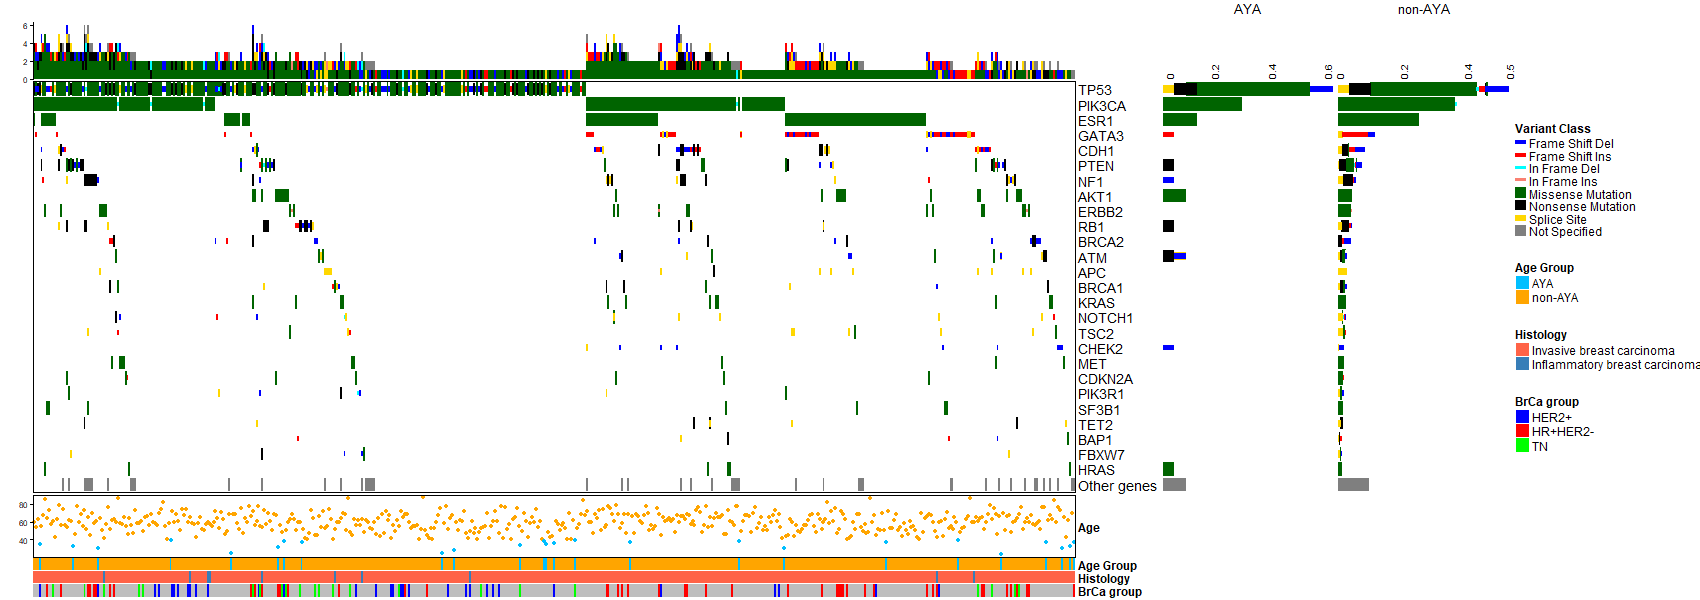 AYA
non-AYA
6
4
2
0
0
0.2
0.4
0.6
0
0.2
0.4
0.5
TP53
PIK3CA
ESR1
GATA3
CDH1
PTEN
NF1
AKT1
ERBB2
RB1
BRCA2
ATM
APC
BRCA1
KRAS
NOTCH1
TSC2
CHEK2
MET
CDKN2A
PIK3R1
SF3B1
TET2
BAP1
FBXW7
HRAS
Other genes
80
60
40
Age
Age Group
Histology
BrCa group
Variant Class
Frame Shift Del
Frame Shift Ins
In Frame Del
In Frame Ins
Missense Mutation
Nonsense Mutation
Splice Site
Not Specified
Age Group
AYA
non-AYA
Histology
Invasive breast carcinoma
Inflammatory breast carcinoma
BrCa group
HER2+
HR+HER2-
TN